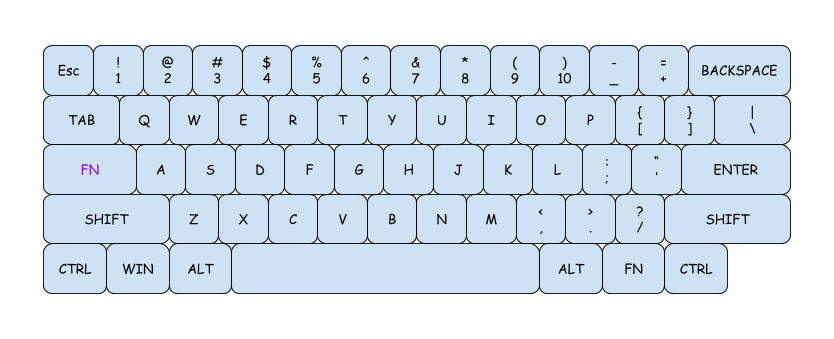 Esc ! 1 @ 2 # 3 $ 4 % 5 ^ 6 & 7 * 8 ( 9 ) 10 - _ = + BACKSPACE
TAB Q W E R T Y U I O P { [ } ] | \
FN A S D F G H J K L : ; “ ' ENTER
SHIFT Z X C V B N M < , > . ? / SHIFT
CTRL WIN ALT ALT FN CTRL